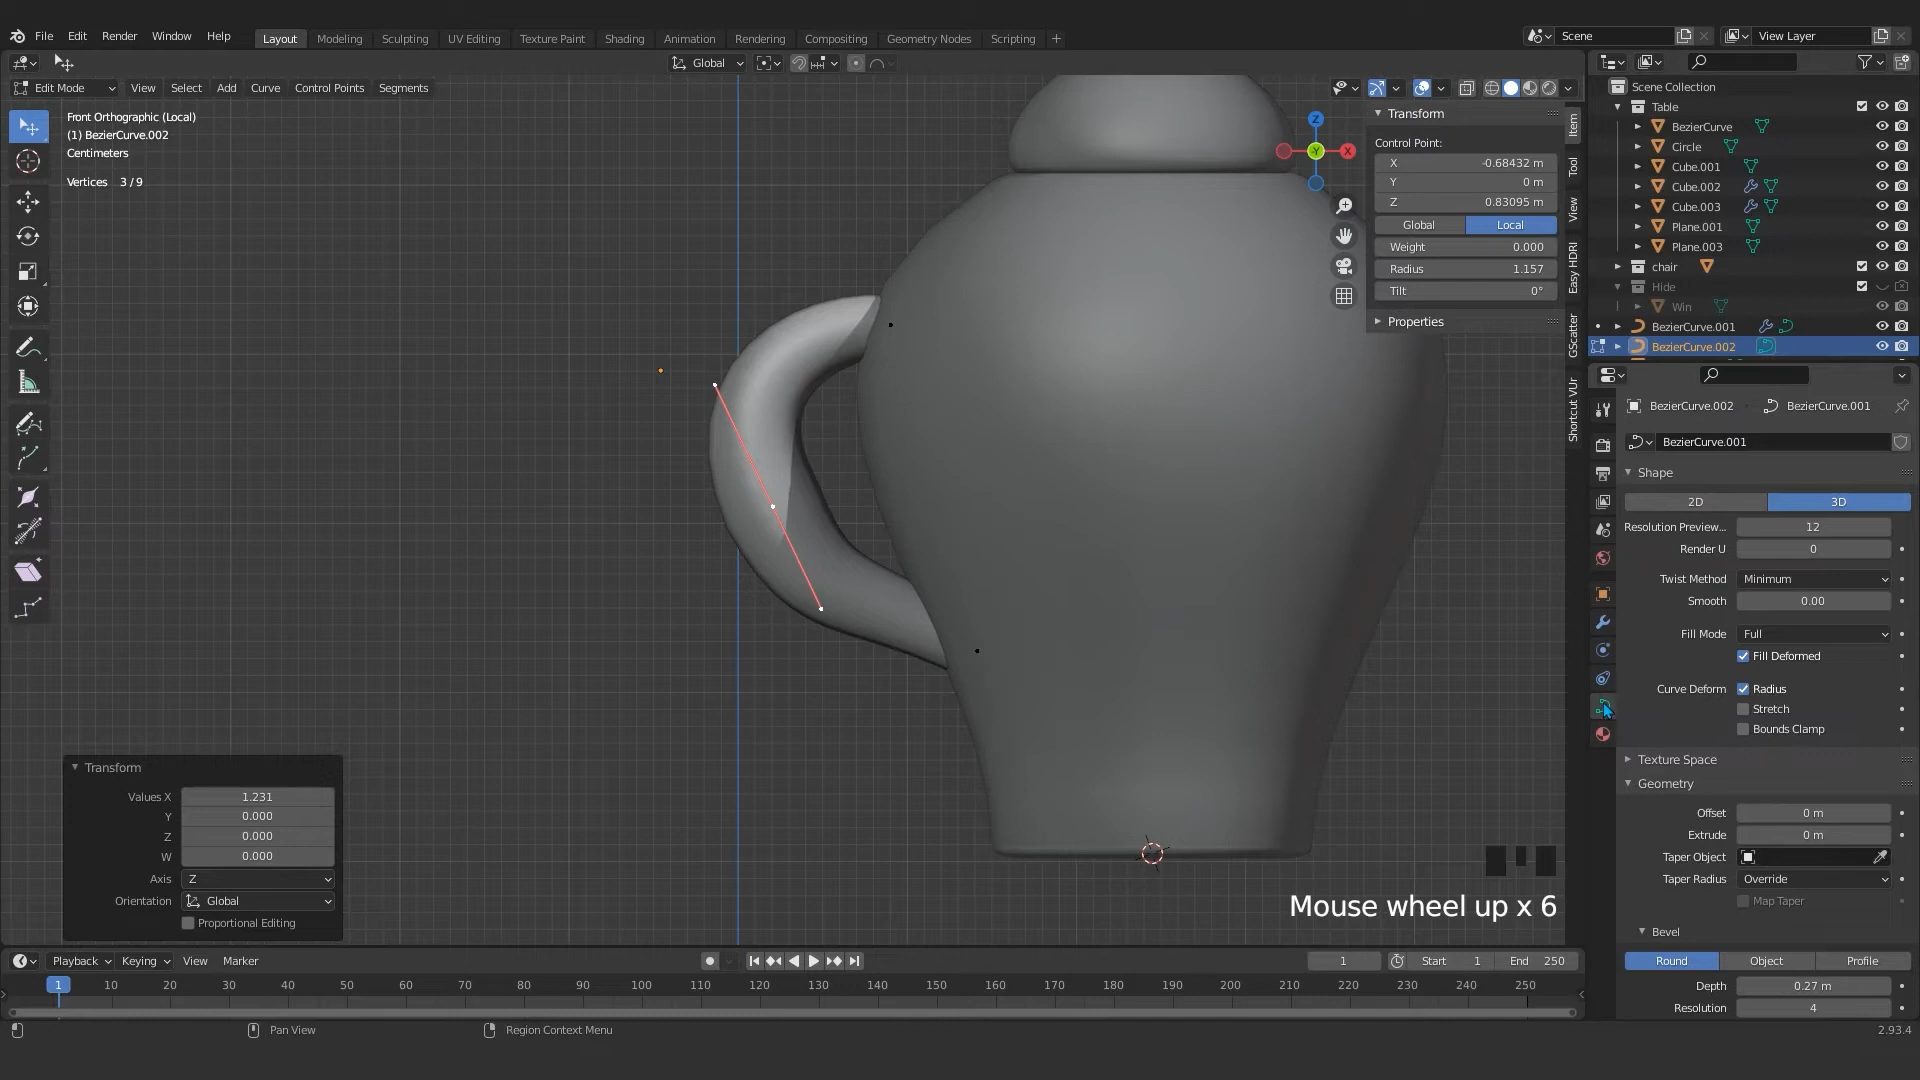 File Edit Render Window Help Layout Modeling Sculpting UV Editing Texture Paint Shading Animation Rendering Compositing Geometry Nodes Scripting + Scene View Layer
Global
Edit Mode View Select Add Curve Control Points Segments
Front Orthographic (Local)
(1) BezierCurve.002
Centimeters
Vertices 3/9
Z
Y
X
Transform
Control Point:
X -0.68432 m
Y 0 m
Z 0.83095 m
Global Local
Weight 0.000
Radius 1.157
Tilt 0°
Properties
Item
Tool
View
Easy HDRI
GScatter
Shortcut VUr
Scene Collection
Table
BezierCurve
Circle
Cube.001
Cube.002
Cube.003
Plane.001
Plane.003
chair
Hide
Win
BezierCurve.001
BezierCurve.002
BezierCurve.002 BezierCurve.001
BezierCurve.001
Shape
2D 3D
Resolution Preview... 12
Render U 0
Twist Method Minimum
Smooth 0.00
Fill Mode Full
Fill Deformed
Curve Deform Radius
Stretch
Bounds Clamp
Texture Space
Geometry
Offset 0 m
Extrude 0 m
Taper Object
Taper Radius Override
Map Taper
Bevel
Round Object Profile
Depth 0.27 m
Resolution 4
Transform
Values X 1.231
Y 0.000
Z 0.000
W 0.000
Axis Z
Orientation Global
Proportional Editing
Mouse wheel up x 6
Playback Keying View Marker 1 Start 1 End 250
1 10 20 30 40 50 60 70 80 90 100 110 120 130 140 150 160 170 180 190 200 210 220 230 240 250
Pan View Region Context Menu 2.93.4